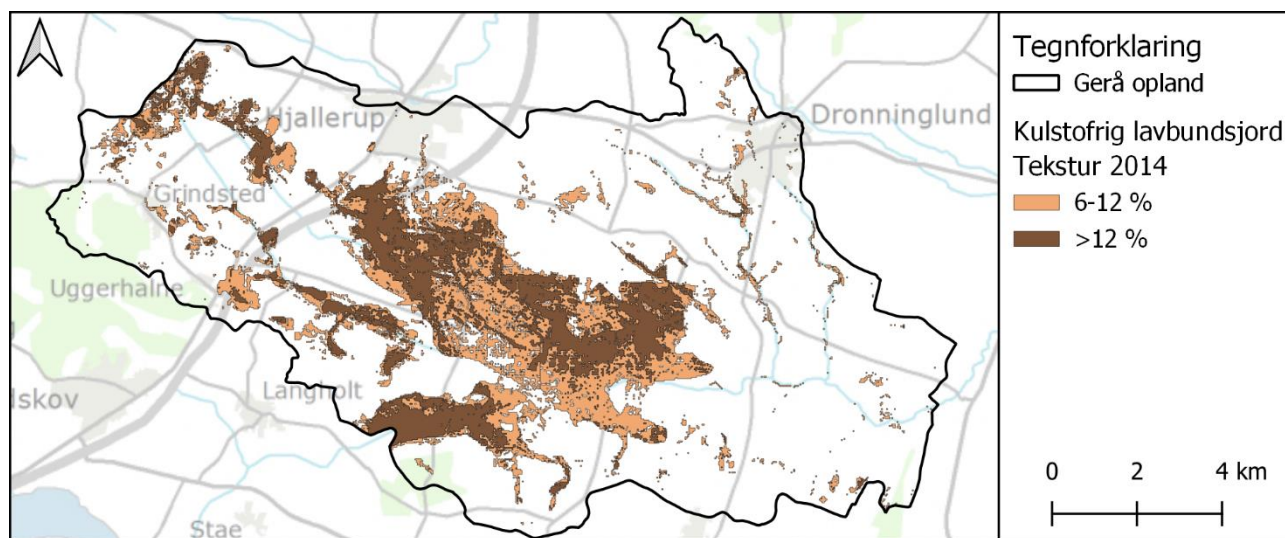 Hjallerup
Dronninglund
Grindsted
Uggerhalne
dskov
Langholt
Stae
Tegnforklaring
Gerå opland
Kulstofrig lavbundsjord
Tekstur 2014
6-12 %
>12 %
0 2 4 km